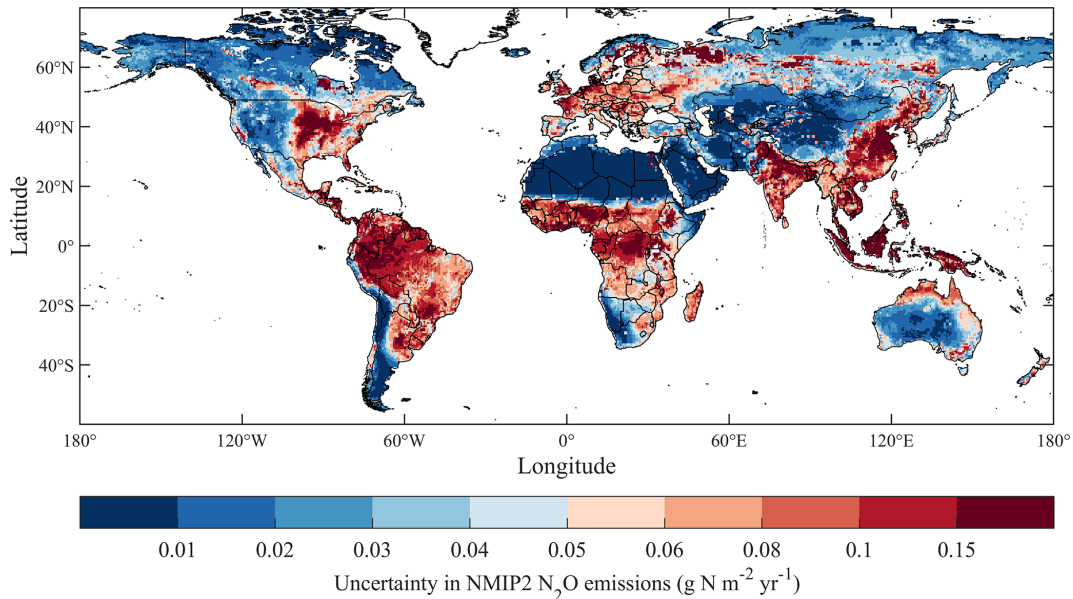 60°N
40°N
20°N
0°
20°S
40°S
Latitude
180° 120°W 60°W 0° 60°E 120°E 180°
Longitude
0.01 0.02 0.03 0.04 0.05 0.06 0.08 0.1 0.15
Uncertainty in NMIP2 N₂O emissions (g N m⁻² yr⁻¹)